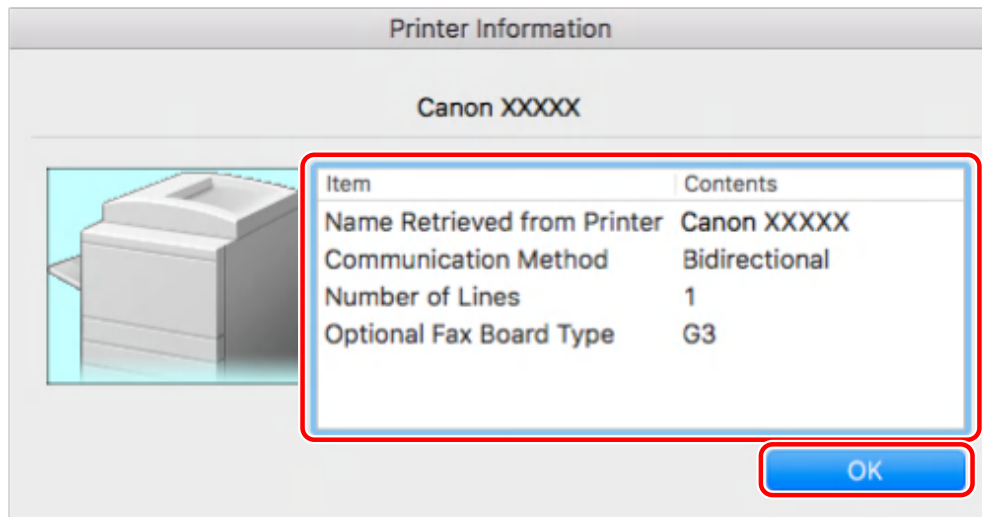 Printer Information
Canon XXXXX
Item Contents
Name Retrieved from Printer Canon XXXXX
Communication Method Bidirectional
Number of Lines 1
Optional Fax Board Type G3
OK